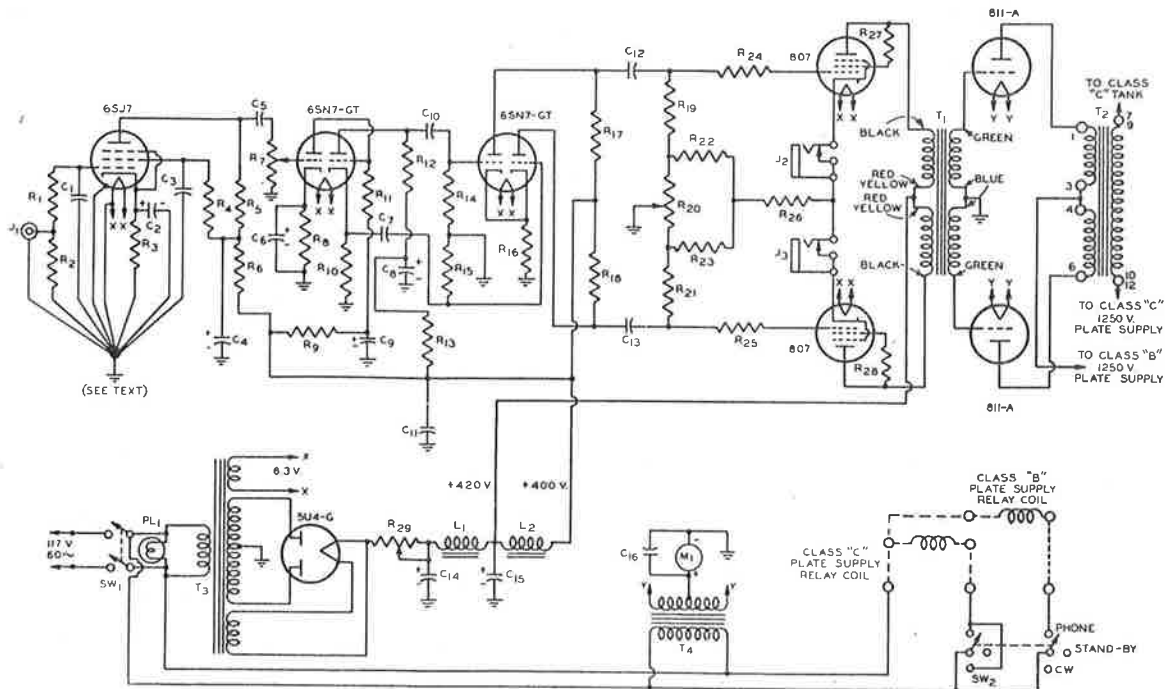 6SJ7
C5
R1
C1
C3
J1
R2
X X
C2
R3
R4
R5
R6
C4
(SEE TEXT)
R7
6SN7-GT
X X
C6
R8
R10
R11
C7
R9
C9
R12
C8
R13
C11
C10
R14
R15
6SN7-GT
X X
R16
R17
R18
C12
C13
R19
R20
R21
R22
R23
R24
R25
R26
807
R27
X X
J2
J3
X X
807
R28
BLACK
RED
YELLOW
RED
YELLOW
BLACK
T1
GREEN
BLUE
GREEN
811-A
Y Y
Y Y
811-A
TO CLASS
"C" TANK
T2
7
9
1
3
4
6
10
12
TO CLASS "C"
1250 V.
PLATE SUPPLY
TO CLASS "B"
1250 V
PLATE SUPPLY
117 V.
60~
SW1
PL1
T3
X
6.3 V.
X
5U4-G
R29
C14
L1
+420V
C15
L2
+400V.
C16
M1
Y
Y
T4
CLASS "B"
PLATE SUPPLY
RELAY COIL
CLASS "C"
PLATE SUPPLY
RELAY COIL
PHONE
STAND-BY
CW
SW2